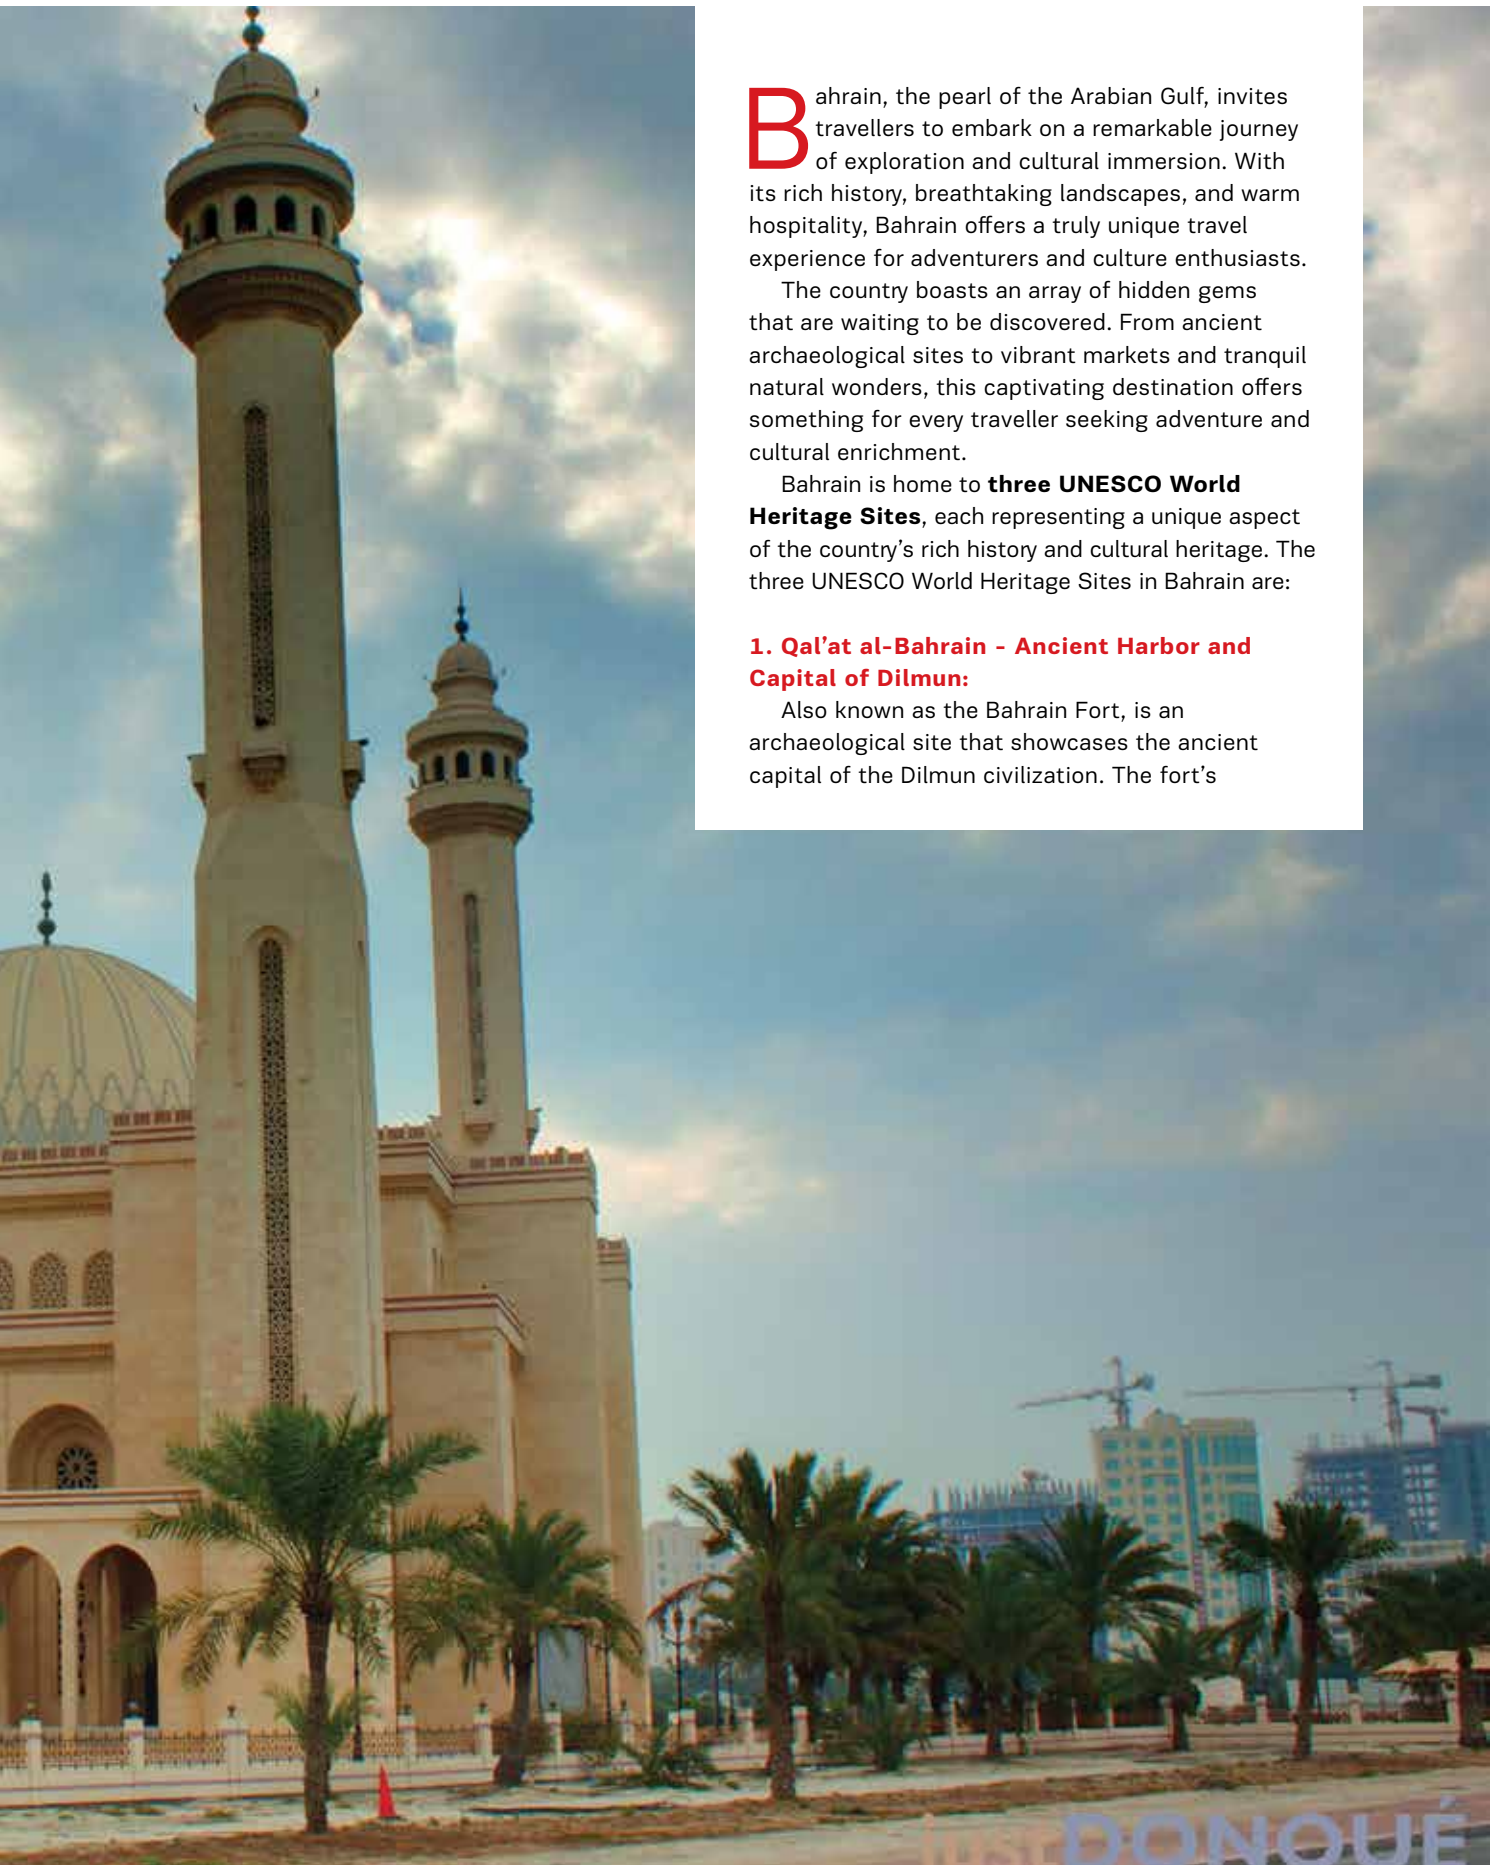 Bahrain, the pearl of the Arabian Gulf, invites
travellers to embark on a remarkable journey
of exploration and cultural immersion. With
its rich history, breathtaking landscapes, and warm
hospitality, Bahrain offers a truly unique travel
experience for adventurers and culture enthusiasts.
The country boasts an array of hidden gems
that are waiting to be discovered. From ancient
archaeological sites to vibrant markets and tranquil
natural wonders, this captivating destination offers
something for every traveller seeking adventure and
cultural enrichment.
Bahrain is home to three UNESCO World
Heritage Sites, each representing a unique aspect
of the country’s rich history and cultural heritage. The
three UNESCO World Heritage Sites in Bahrain are:
1. Qal’at al-Bahrain - Ancient Harbor and
Capital of Dilmun:
Also known as the Bahrain Fort, is an
archaeological site that showcases the ancient
capital of the Dilmun civilization. The fort’s
just DONOUÉ